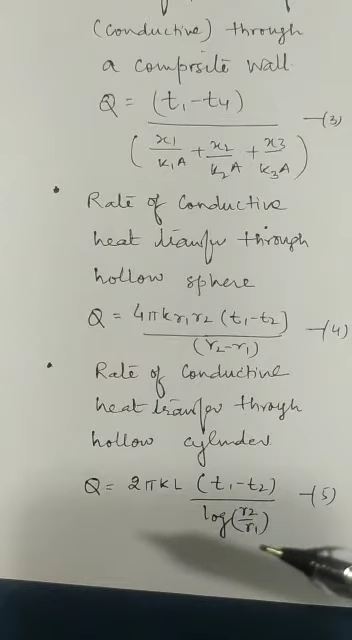 (Conductive) through
a comprsite wall
Q = (t₁-t₄) / (x₁/K₁A + x₂/K₂A + x₃/K₃A) -(3)
• Rate of Conductive
heat transfer through
hollow sphere
Q = 4πkr₁r₂ (t₁-t₂) / (r₂-r₁) -(4)
• Rate of Conductive
heat transfer through
hollow cylinder
Q = 2πKL (t₁-t₂) / log(r₂/r₁) -(5)